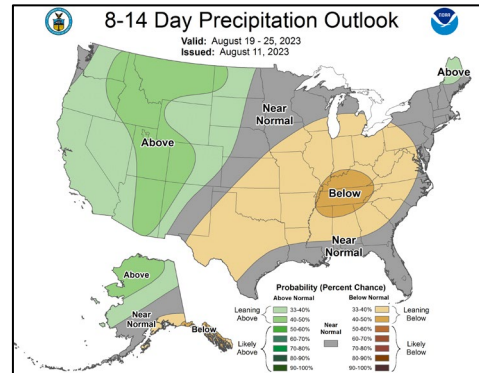 8-14 Day Precipitation Outlook
Valid: August 19 - 25, 2023
Issued: August 11, 2023
NOAA
Above
Near
Normal
Above
Below
Near
Normal
Above
Near
Normal
Below
Probability (Percent Chance)
Above Normal
Below Normal
Leaning
Above
33-40%
40-50%
Likely
Above
50-60%
60-70%
70-80%
80-90%
90-100%
Near
Normal
33-40%
40-50%
Leaning
Below
50-60%
60-70%
70-80%
80-90%
90-100%
Likely
Below